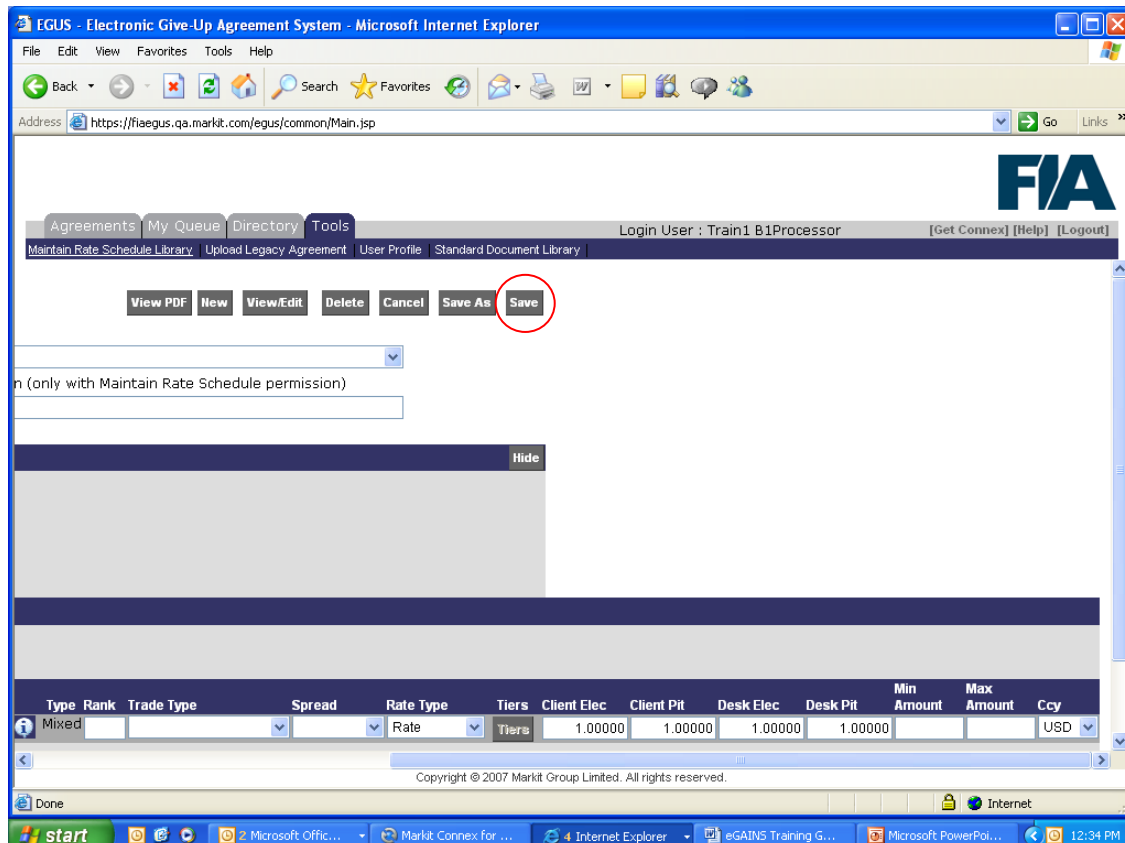 EGUS - Electronic Give-Up Agreement System - Microsoft Internet Explorer
File Edit View Favorites Tools Help
Back Search Favorites
Address https://fiaegus.qa.markit.com/egus/common/Main.jsp Go Links »
FIA
Agreements My Queue Directory Tools Login User : Train1 B1Processor [Get Connex] [Help] [Logout]
Maintain Rate Schedule Library | Upload Legacy Agreement | User Profile | Standard Document Library |
View PDF New View/Edit Delete Cancel Save As Save
n (only with Maintain Rate Schedule permission)
Hide
Type Rank Trade Type Spread Rate Type Tiers Client Elec Client Pit Desk Elec Desk Pit Min Amount Max Amount Ccy
Mixed Rate Tiers 1.00000 1.00000 1.00000 1.00000 USD
Copyright © 2007 Markit Group Limited. All rights reserved.
Done Internet
start 2 Microsoft Offic... Markit Connex for ... 4 Internet Explorer eGAINS Training G... Microsoft PowerPoi... 12:34 PM